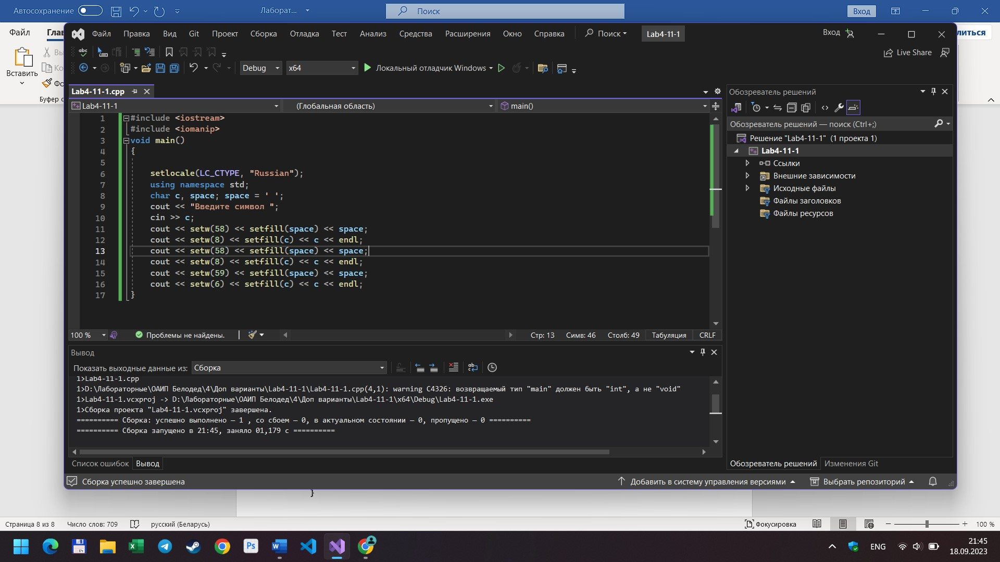 Автосохранение
Лаборат...
Поиск
Вход
Файл
Глав
литься
Файл Правка Вид Git Проект Сборка Отладка Тест Анализ Средства Расширения Окно Справка Поиск Lab4-11-1 Вход
Live Share
Вставить
Debug x64 Локальный отладчик Windows
Lab4-11-1.cpp
Lab4-11-1 (Глобальная область) main()
1 #include <iostream>
2 #include <iomanip>
3 void main()
4 {
5
6 setlocale(LC_CTYPE, "Russian");
7 using namespace std;
8 char c, space; space = ' ';
9 cout << "Введите символ ";
10 cin >> c;
11 cout << setw(58) << setfill(space) << space;
12 cout << setw(8) << setfill(c) << c << endl;
13 cout << setw(58) << setfill(space) << space;
14 cout << setw(8) << setfill(c) << c << endl;
15 cout << setw(59) << setfill(space) << space;
16 cout << setw(6) << setfill(c) << c << endl;
17 }
100 % Проблемы не найдены. Стр: 13 Симв: 46 Столб: 49 Табуляция CRLF
Обозреватель решений
Обозреватель решений — поиск (Ctrl+;)
Решение "Lab4-11-1" (1 проекта 1)
Lab4-11-1
Ссылки
Внешние зависимости
Исходные файлы
Файлы заголовков
Файлы ресурсов
Вывод
Показать выходные данные из: Сборка
1>Lab4-11-1.cpp
1>D:\Лабораторные\ОАИП Белодед\4\Доп варианты\Lab4-11-1\Lab4-11-1.cpp(4,1): warning C4326: возвращаемый тип "main" должен быть "int", а не "void"
1>Lab4-11-1.vcxproj -> D:\Лабораторные\ОАИП Белодед\4\Доп варианты\Lab4-11-1\x64\Debug\Lab4-11-1.exe
1>Сборка проекта "Lab4-11-1.vcxproj" завершена.
========== Сборка: успешно выполнено — 1 , со сбоем — 0, в актуальном состоянии — 0, пропущено — 0 ==========
========== Сборка запущено в 21:45, заняло 01,179 с ==========
Список ошибок Вывод
Обозреватель решений Изменения Git
Сборка успешно завершена Добавить в систему управления версиями Выбрать репозиторий
}
Страница 8 из 8 Число слов: 709 русский (Беларусь) Фокусировка 100 %
ENG
21:45
18.09.2023